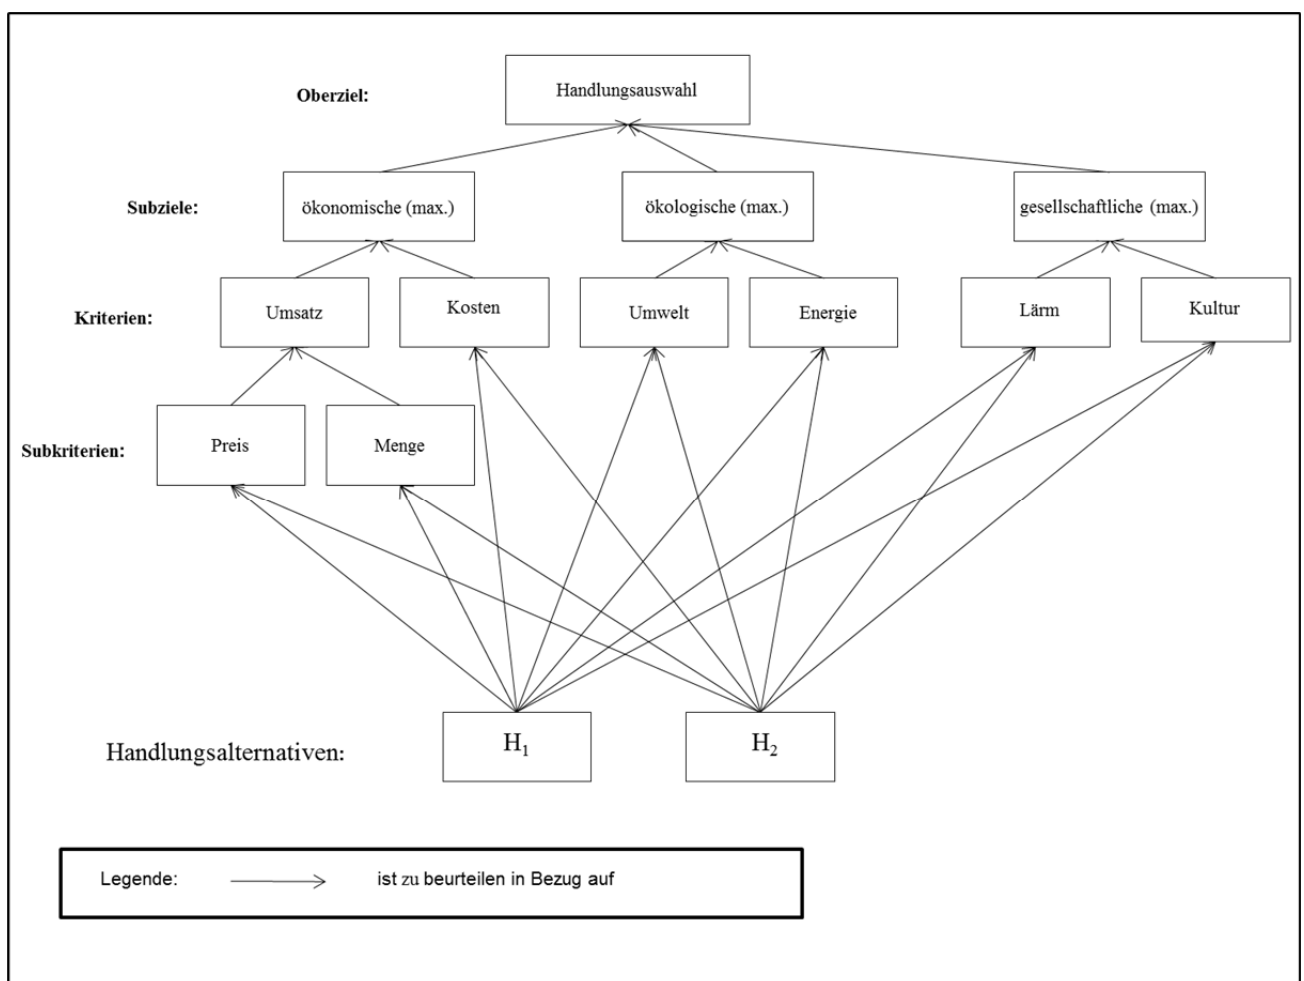 Oberziel:
Handlungsauswahl
Subziele:
ökonomische (max.)
ökologische (max.)
gesellschaftliche (max.)
Kriterien:
Umsatz
Kosten
Umwelt
Energie
Lärm
Kultur
Subkriterien:
Preis
Menge
Handlungsalternativen:
H₁
H₂
Legende:
ist zu beurteilen in Bezug auf